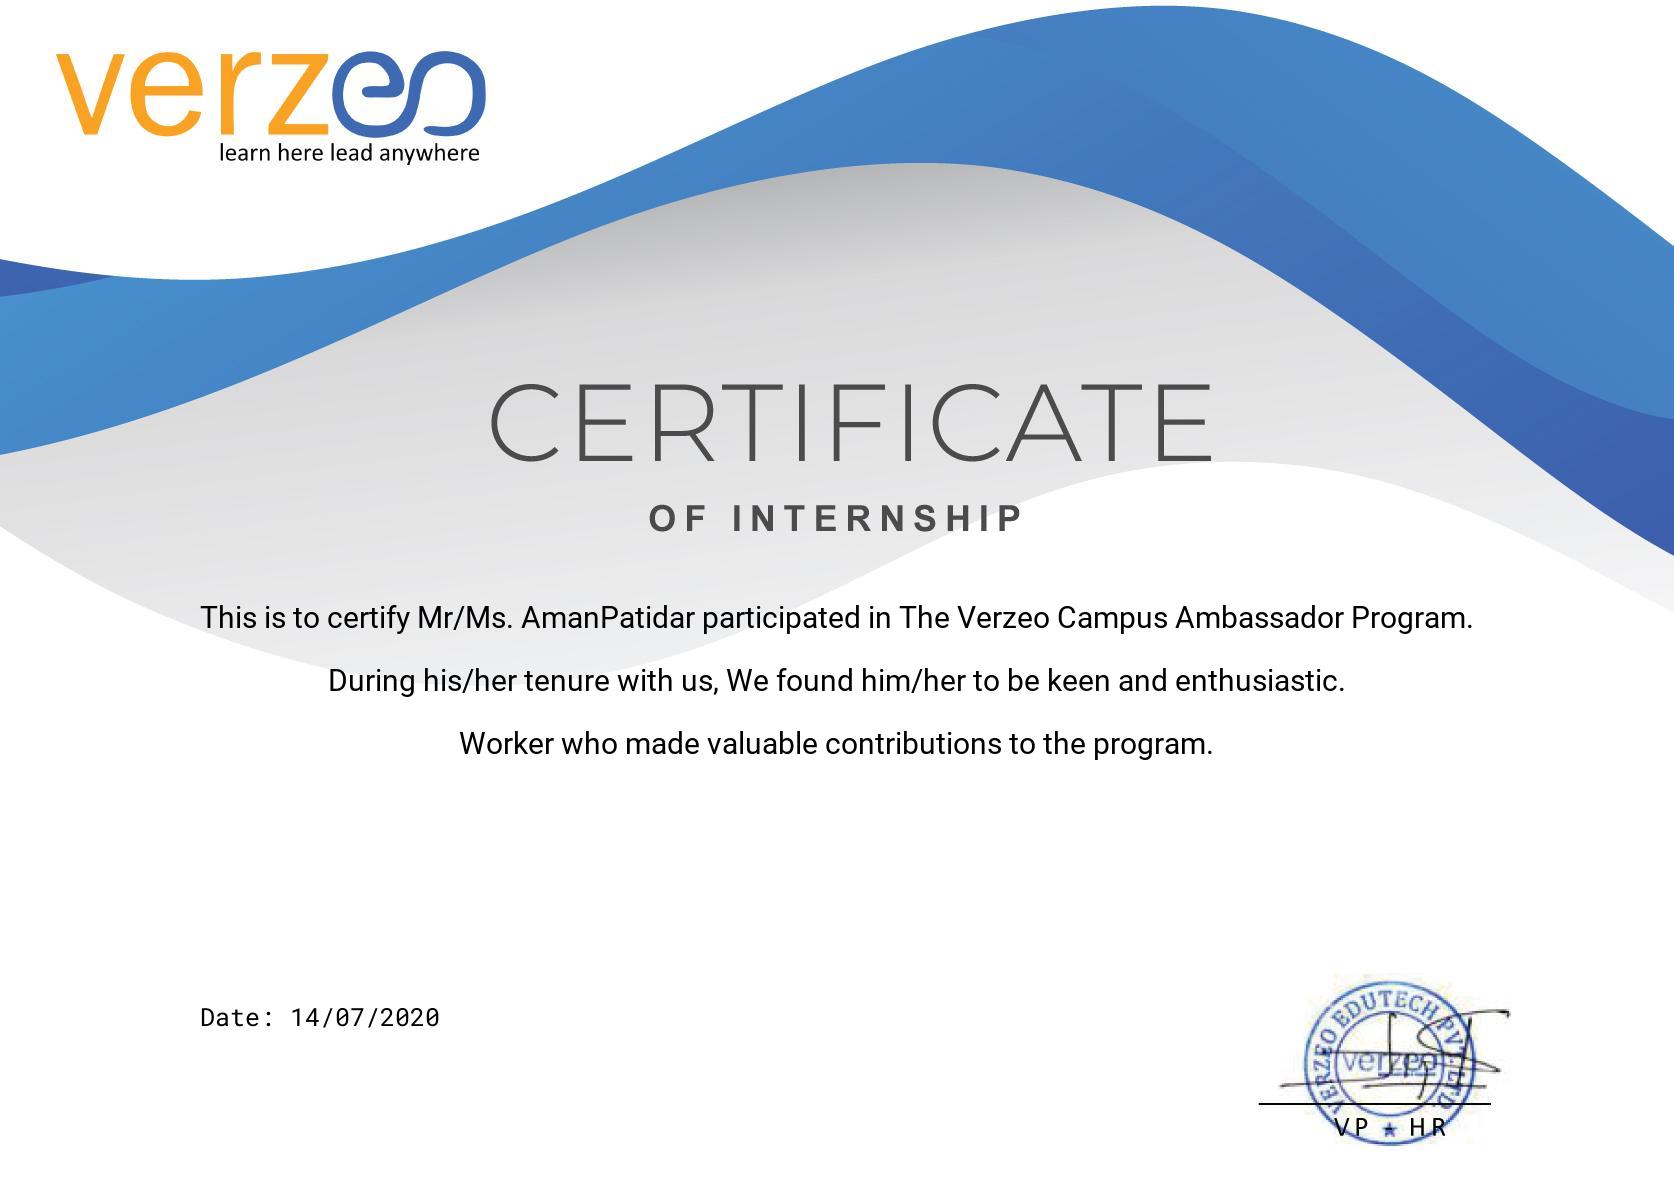 verzeo
learn here lead anywhere
CERTIFICATE
OF INTERNSHIP
This is to certify Mr/Ms. AmanPatidar participated in The Verzeo Campus Ambassador Program.
During his/her tenure with us, We found him/her to be keen and enthusiastic.
Worker who made valuable contributions to the program.
Date: 14/07/2020
VERZEO EDUTECH PVT. LTD.
verzeo
VP HR